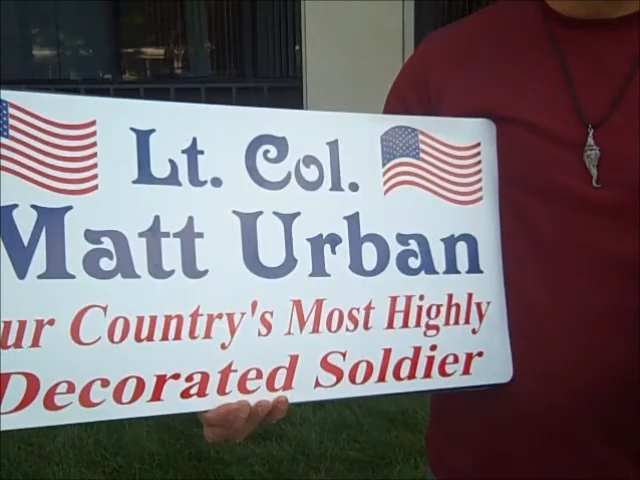 Lt. Col.
Matt Urban
ur Country's Most Highly
Decorated Soldier